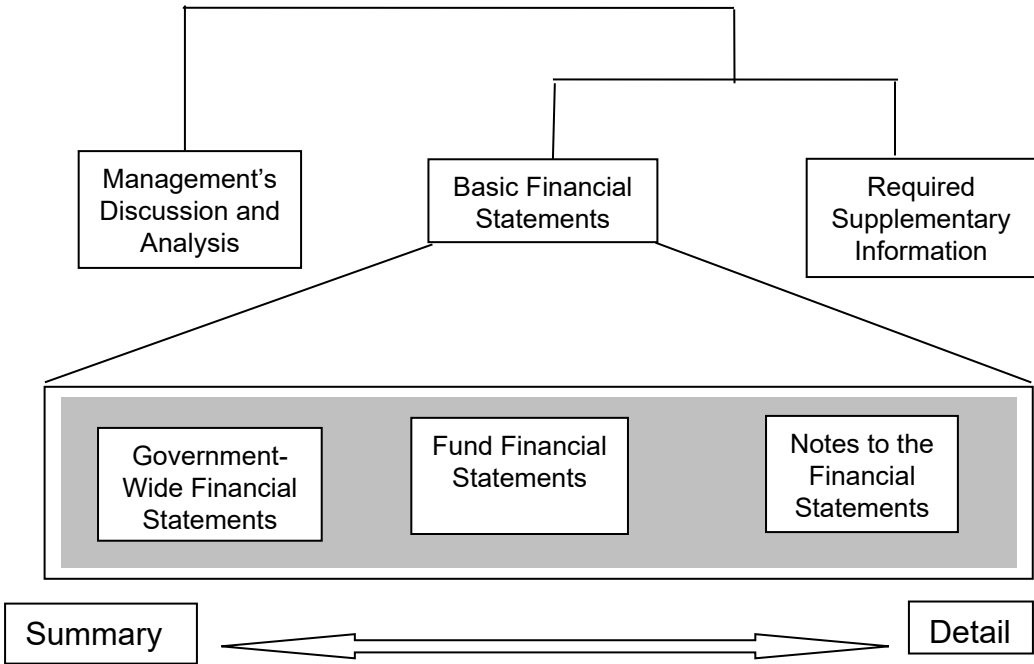 Management’s
Discussion and
Analysis
Basic Financial
Statements
Required
Supplementary
Information
Government-
Wide Financial
Statements
Fund Financial
Statements
Notes to the
Financial
Statements
Summary
Detail